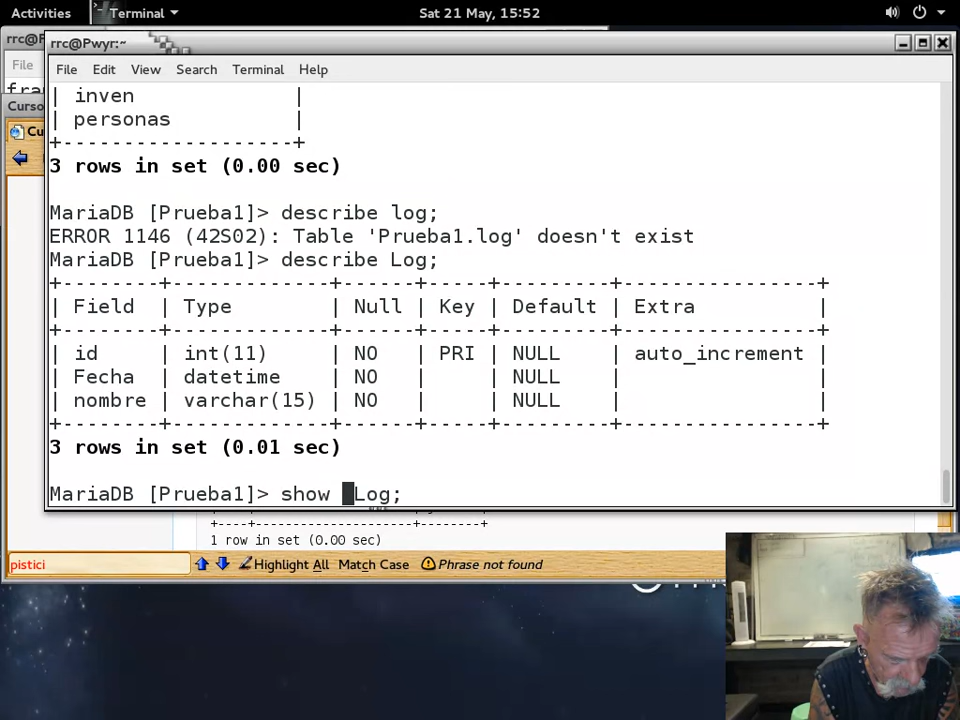 Activities Terminal Sat 21 May, 15:52
rrc@P rrc@Pwyr:~
File File Edit View Search Terminal Help
| inven |
| personas |
+-------------------+
3 rows in set (0.00 sec)
MariaDB [Prueba1]> describe log;
ERROR 1146 (42S02): Table 'Prueba1.log' doesn't exist
MariaDB [Prueba1]> describe Log;
+--------+-------------+------+-----+---------+----------------+
| Field | Type | Null | Key | Default | Extra |
+--------+-------------+------+-----+---------+----------------+
| id | int(11) | NO | PRI | NULL | auto_increment |
| Fecha | datetime | NO | | NULL | |
| nombre | varchar(15) | NO | | NULL | |
+--------+-------------+------+-----+---------+----------------+
3 rows in set (0.01 sec)
MariaDB [Prueba1]> show Log;
Curso
Cu
+----+---------------------+--------+
1 row in set (0.00 sec)
pistici Highlight All Match Case Phrase not found